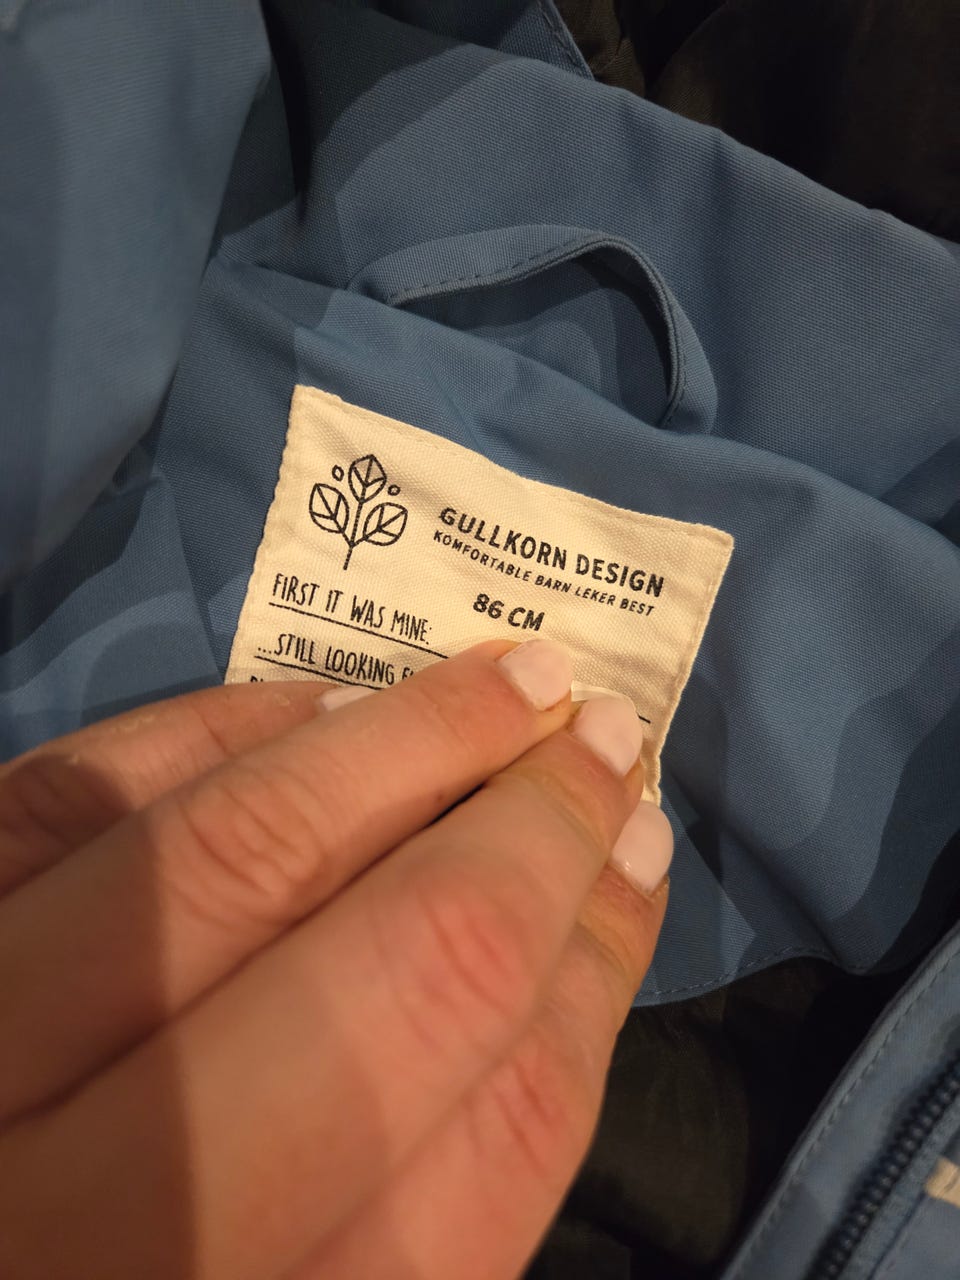 GULLKORN DESIGN
KOMFORTABLE BARN LEKER BEST
86 CM
FIRST IT WAS MINE:
...STILL LOOKING